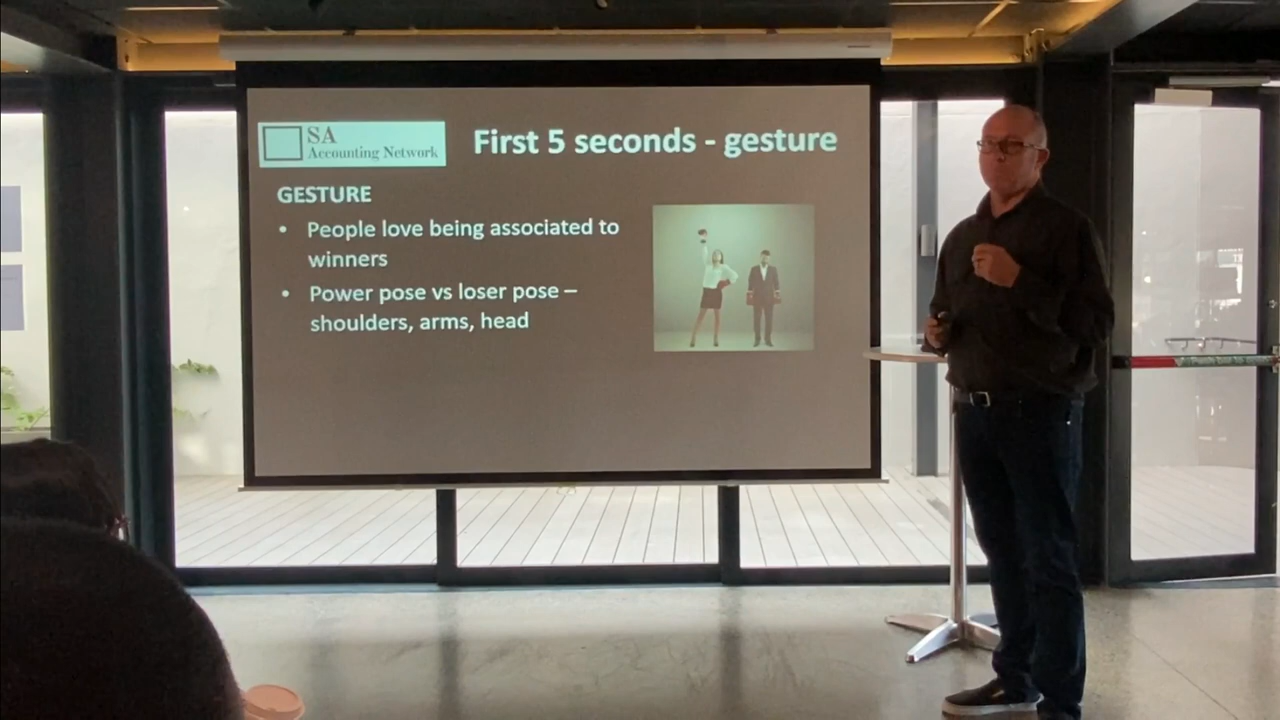 SA
Accounting Network
First 5 seconds - gesture
GESTURE
• People love being associated to
winners
• Power pose vs loser pose –
shoulders, arms, head